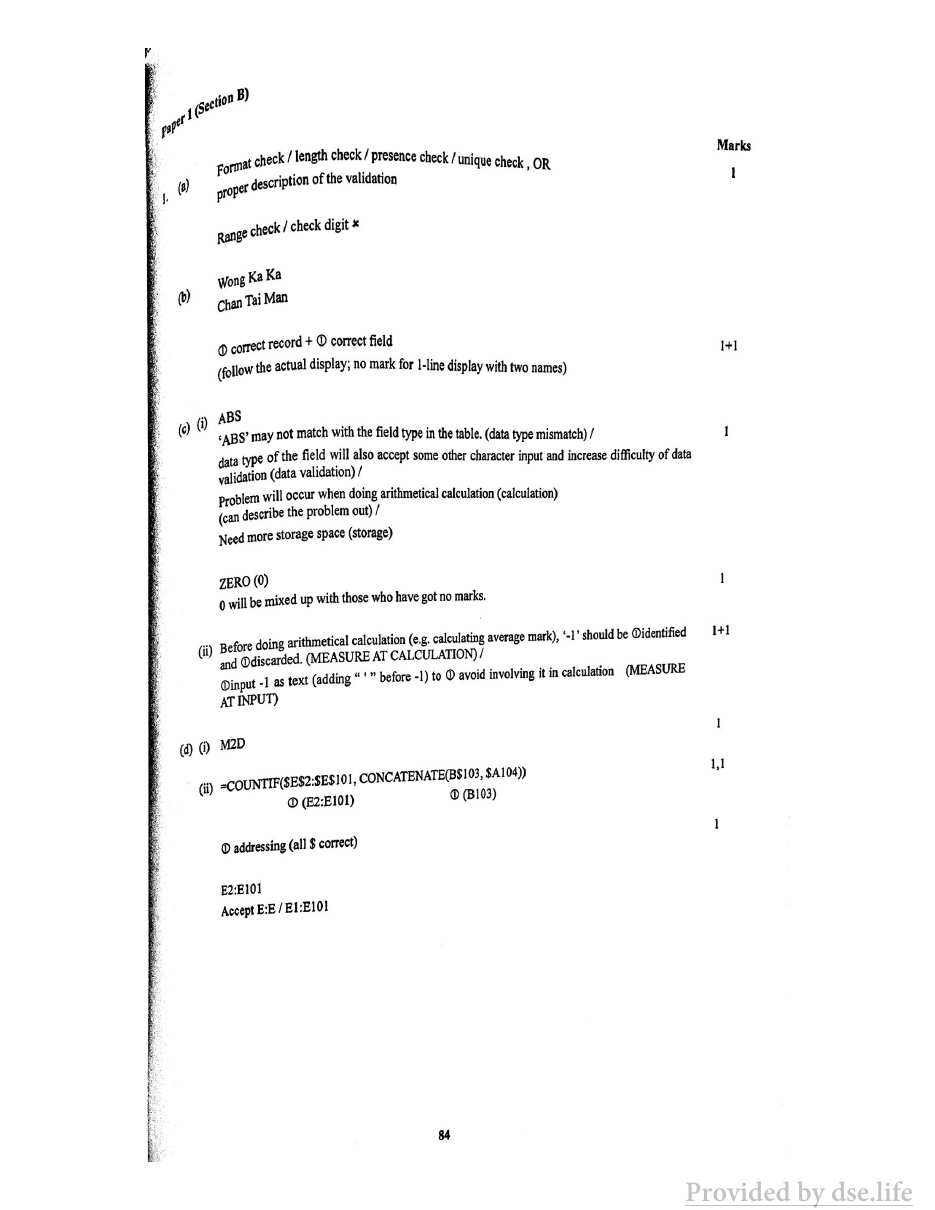 Paper 1 (Section B)
Marks
1. (a) Format check / length check / presence check / unique check , OR
proper description of the validation 1
Range check / check digit ×
(b) Wong Ka Ka
Chan Tai Man
① correct record + ① correct field 1+1
(follow the actual display; no mark for 1-line display with two names)
(c) (i) ABS
‘ABS’ may not match with the field type in the table. (data type mismatch) / 1
data type of the field will also accept some other character input and increase difficulty of data
validation (data validation) /
Problem will occur when doing arithmetical calculation (calculation)
(can describe the problem out) /
Need more storage space (storage)
ZERO (0) 1
0 will be mixed up with those who have got no marks.
(ii) Before doing arithmetical calculation (e.g. calculating average mark), ‘-1’ should be ①identified 1+1
and ①discarded. (MEASURE AT CALCULATION) /
①input -1 as text (adding “ ' ” before -1) to ① avoid involving it in calculation (MEASURE
AT INPUT)
(d) (i) M2D 1
(ii) =COUNTIF($E$2:$E$101, CONCATENATE(B$103, $A104)) 1,1
① (E2:E101) ① (B103)
① addressing (all $ correct) 1
E2:E101
Accept E:E / E1:E101
84
Provided by dse.life